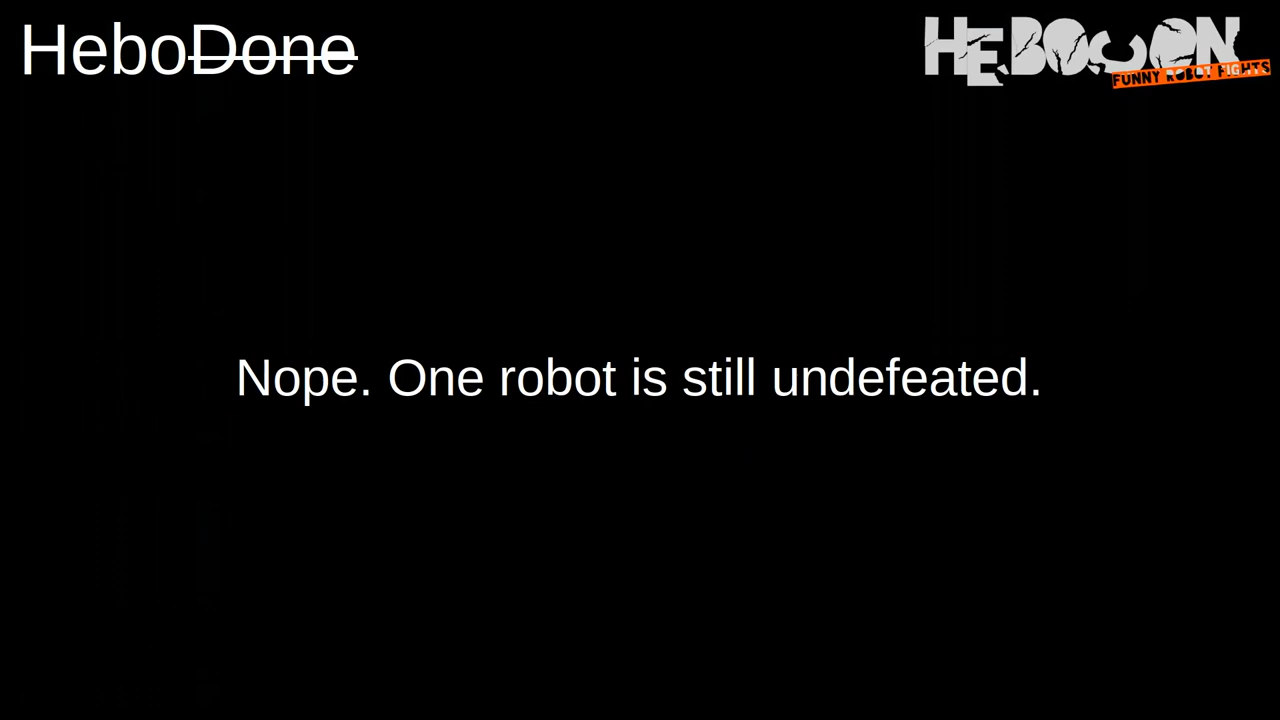 HeboDone
HEBOCON
FUNNY ROBOT FIGHTS
Nope. One robot is still undefeated.